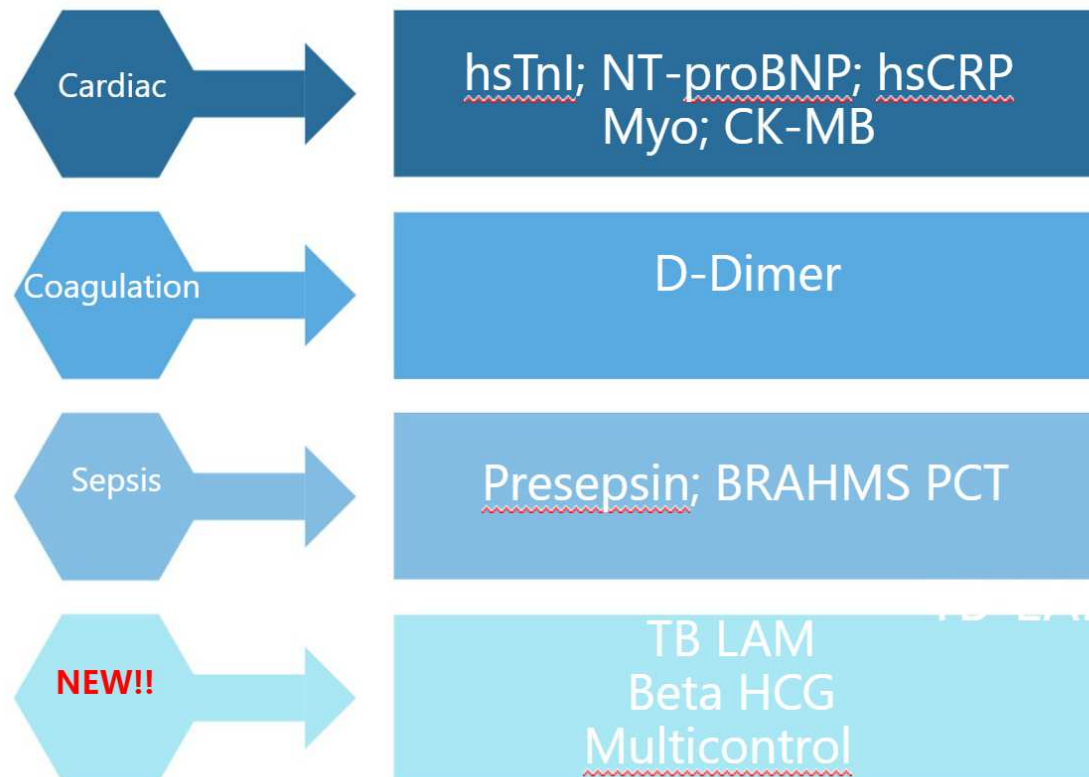 Cardiac
hsTnI; NT-proBNP; hsCRP
Myo; CK-MB
Coagulation
D-Dimer
Sepsis
Presepsin; BRAHMS PCT
NEW!!
TB LAM
Beta HCG
Multicontrol